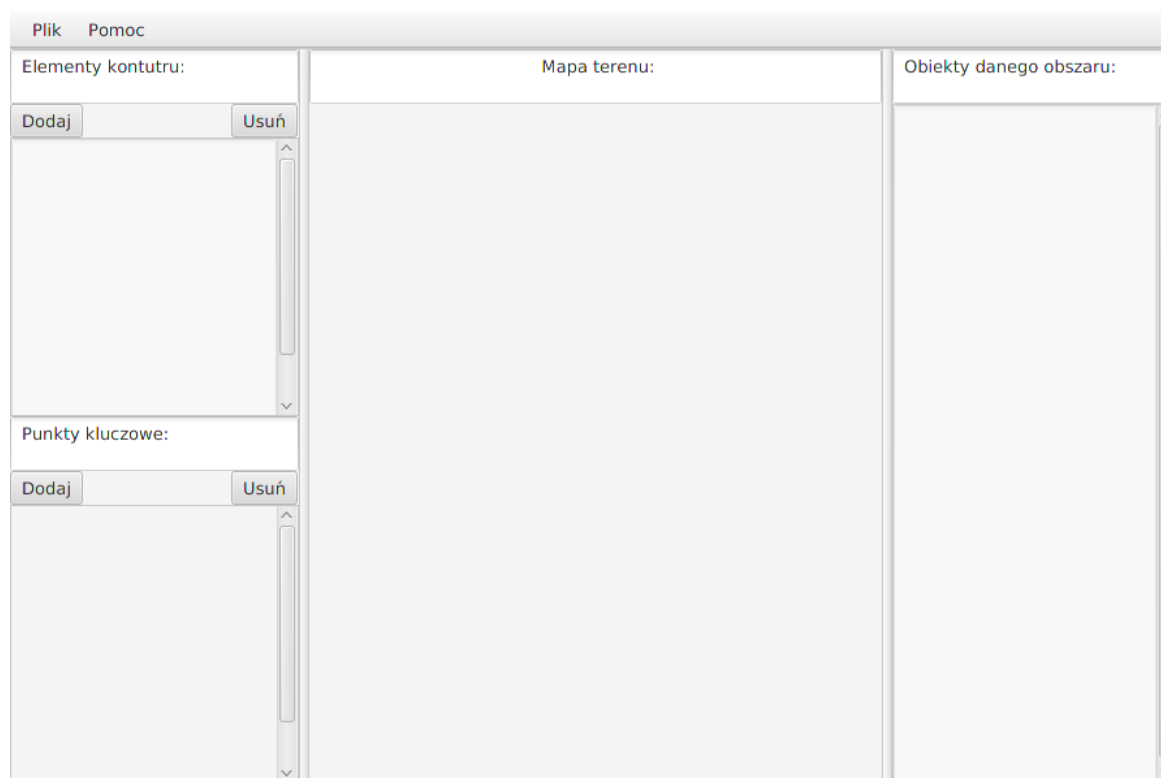 Plik Pomoc
Elementy kontutru:
Dodaj Usuń
Punkty kluczowe:
Dodaj Usuń
Mapa terenu:
Obiekty danego obszaru: